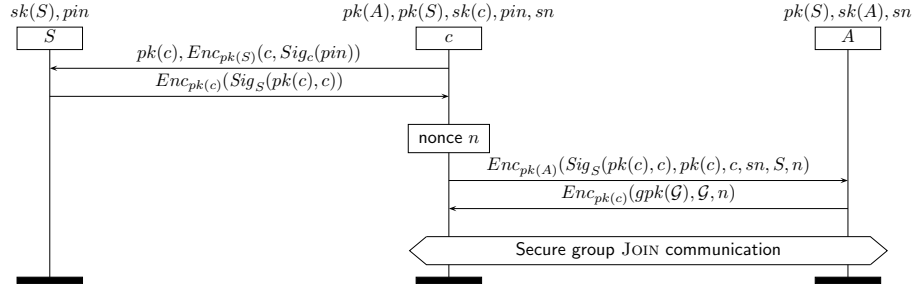 sk(S), pin
pk(A), pk(S), sk(c), pin, sn
pk(S), sk(A), sn
S
c
A
pk(c), Enc_{pk(S)}(c, Sig_c(pin))
Enc_{pk(c)}(Sig_S(pk(c), c))
nonce n
Enc_{pk(A)}(Sig_S(pk(c), c), pk(c), c, sn, S, n)
Enc_{pk(c)}(gpk(𝒢), 𝒢, n)
Secure group JOIN communication